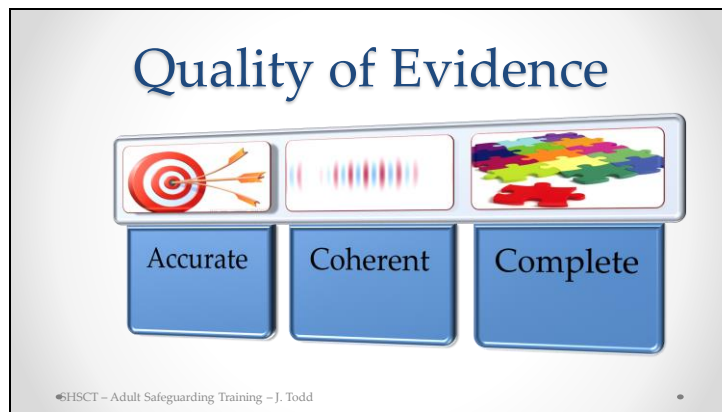 Quality of Evidence
Accurate
Coherent
Complete
SHSCT – Adult Safeguarding Training – J. Todd